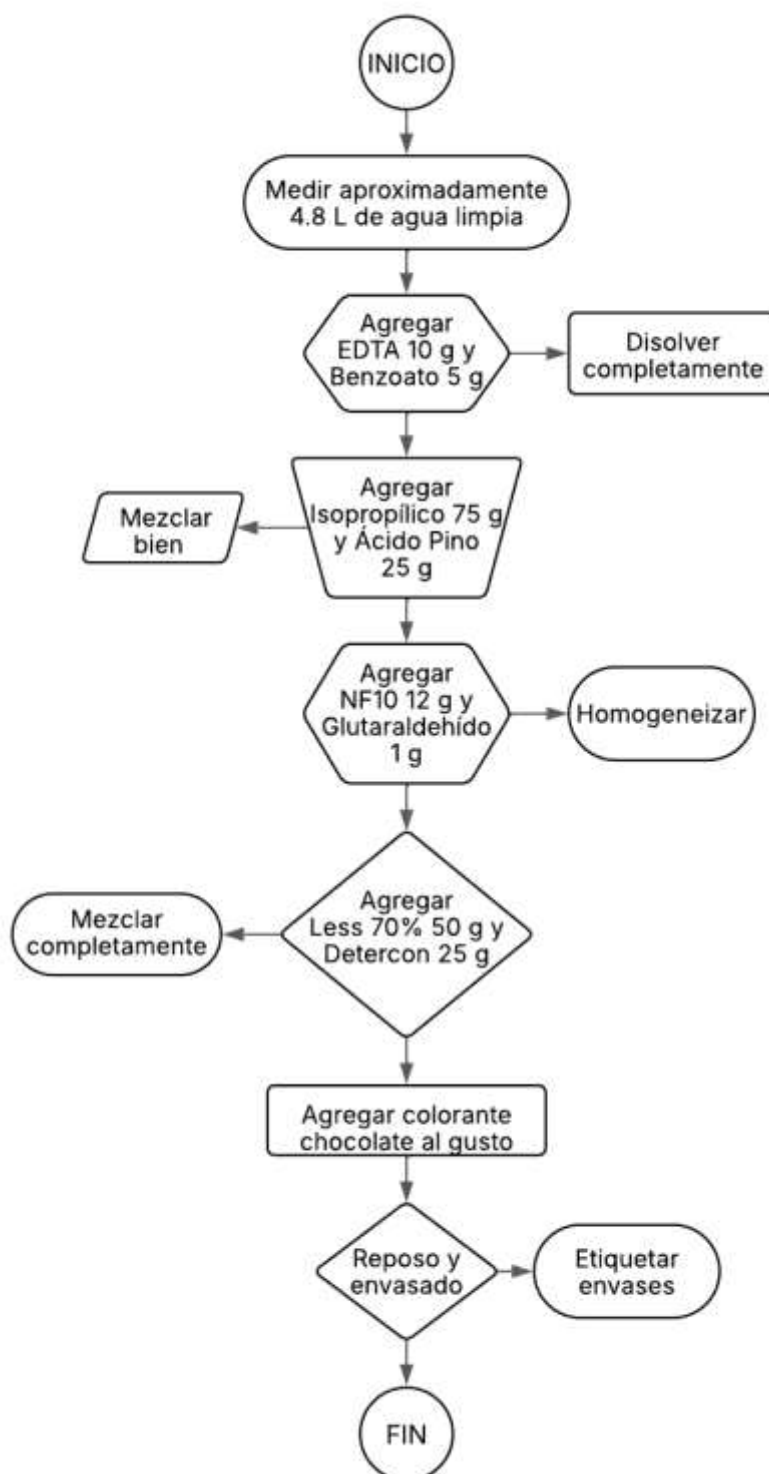 INICIO
Medir aproximadamente
4.8 L de agua limpia
Agregar
EDTA 10 g y
Benzoato 5 g
Disolver
completamente
Agregar
Isopropílico 75 g
y Ácido Pino
25 g
Mezclar
bien
Agregar
NF10 12 g y
Glutaraldehído
1 g
Homogeneizar
Agregar
Less 70% 50 g y
Detercon 25 g
Mezclar
completamente
Agregar colorante
chocolate al gusto
Reposo y
envasado
Etiquetar
envases
FIN